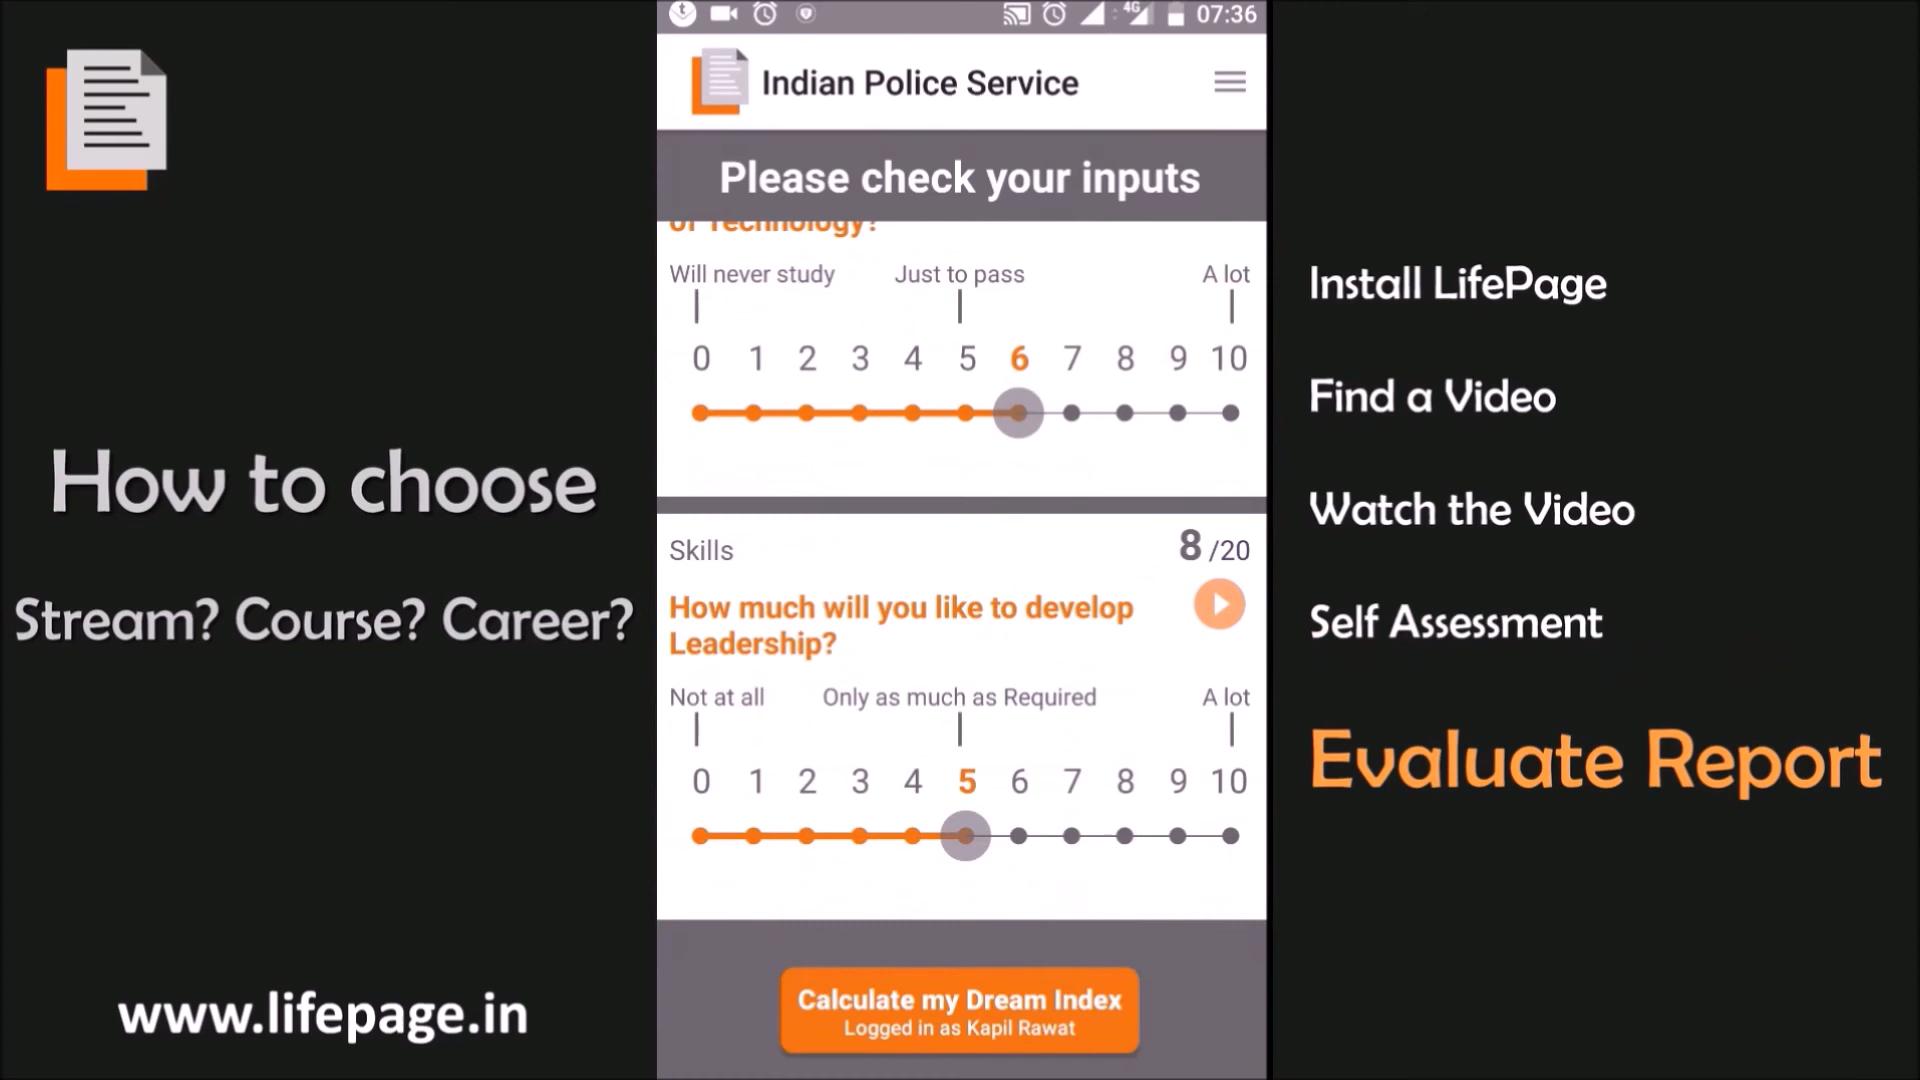 How to choose
Stream? Course? Career?
www.lifepage.in
4G 07:36
Indian Police Service
Please check your inputs
of Technology?
Will never study Just to pass A lot
0 1 2 3 4 5 6 7 8 9 10
Skills 8 /20
How much will you like to develop
Leadership?
Not at all Only as much as Required A lot
0 1 2 3 4 5 6 7 8 9 10
Calculate my Dream Index
Logged in as Kapil Rawat
Install LifePage
Find a Video
Watch the Video
Self Assessment
Evaluate Report